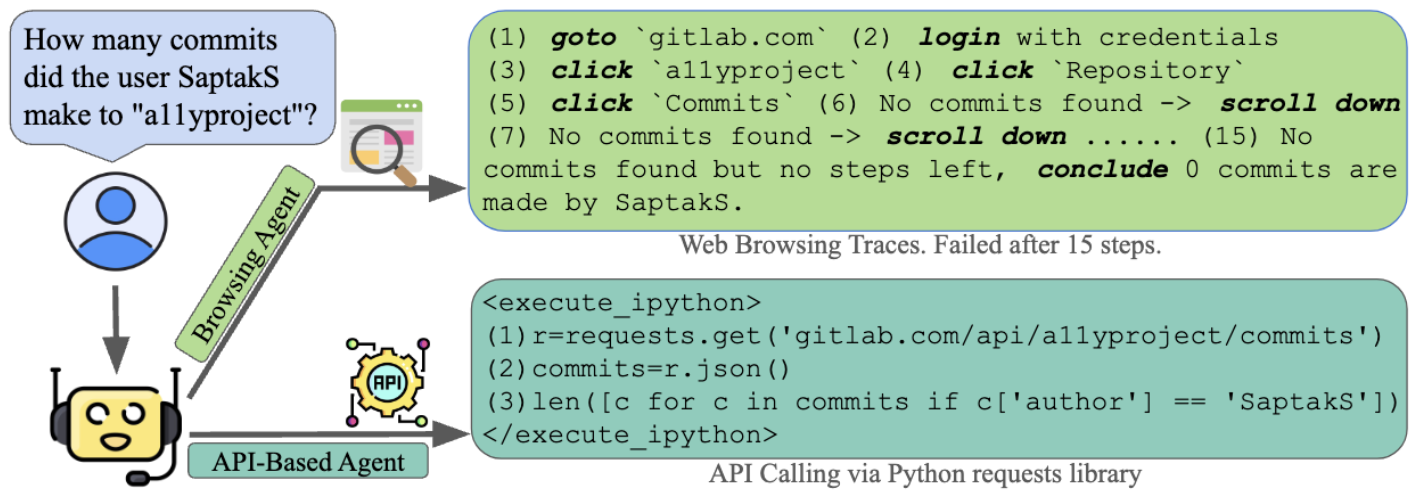 How many commits
did the user SaptakS
make to "a11yproject"?
(1) goto `gitlab.com` (2) login with credentials
(3) click `a11yproject` (4) click `Repository`
(5) click `Commits` (6) No commits found -> scroll down
(7) No commits found -> scroll down ...... (15) No
commits found but no steps left, conclude 0 commits are
made by SaptakS.
Web Browsing Traces. Failed after 15 steps.
Browsing Agent
<execute_ipython>
(1)r=requests.get('gitlab.com/api/a11yproject/commits')
(2)commits=r.json()
(3)len([c for c in commits if c['author'] == 'SaptakS'])
</execute_ipython>
API
API-Based Agent
API Calling via Python requests library